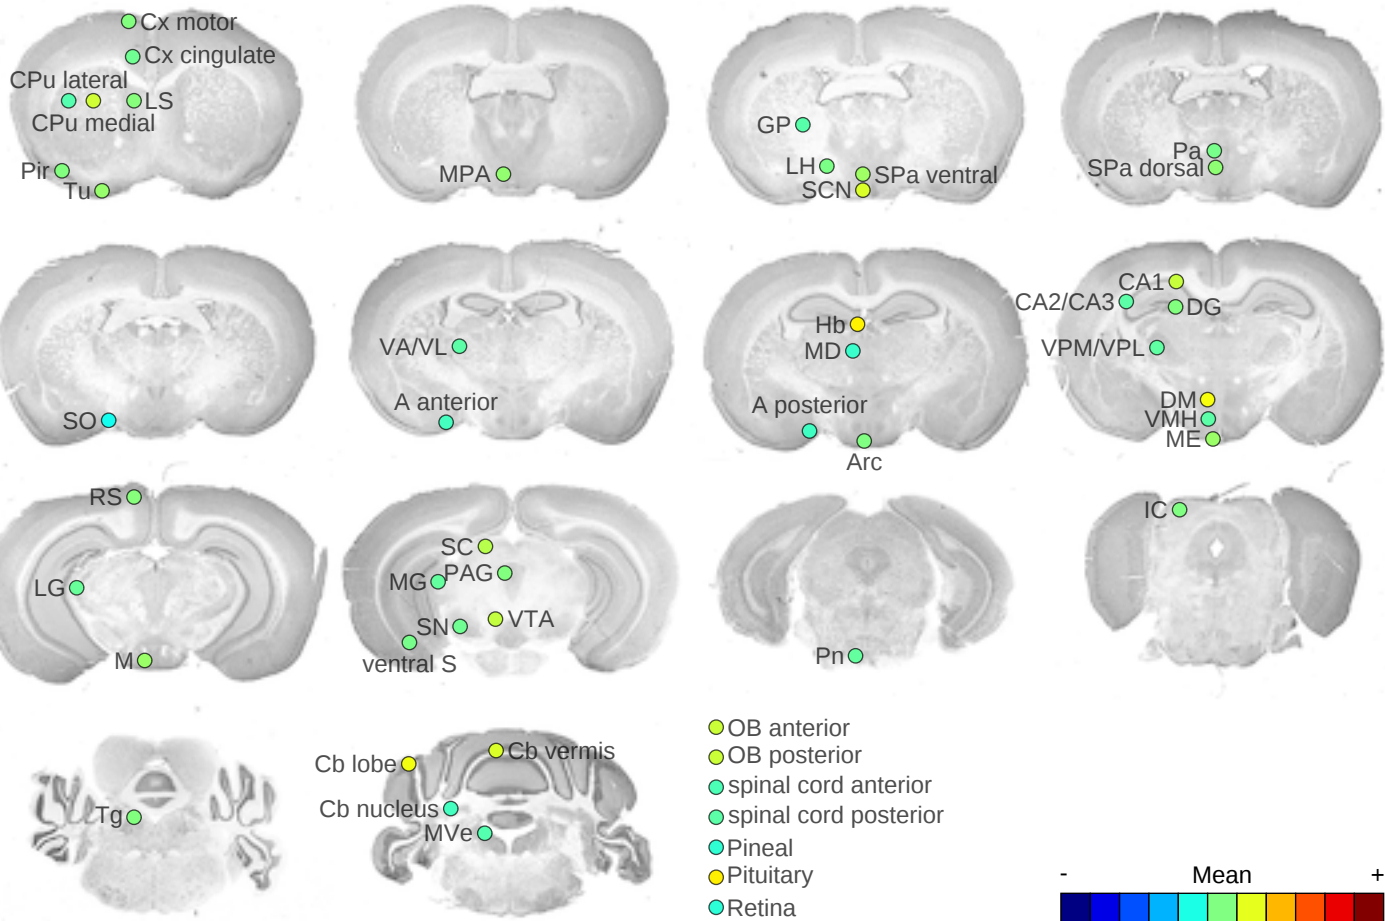 Cx motor
Cx cingulate
CPu lateral
LS
CPu medial
Pir
Tu
MPA
GP
LH
SPa ventral
SCN
Pa
SPa dorsal
SO
VA/VL
A anterior
Hb
MD
A posterior
Arc
CA1
CA2/CA3
DG
VPM/VPL
DM
VMH
ME
RS
LG
M
SC
PAG
MG
VTA
SN
ventral S
Pn
IC
Tg
Cb vermis
Cb lobe
Cb nucleus
MVe
OB anterior
OB posterior
spinal cord anterior
spinal cord posterior
Pineal
Pituitary
Retina
- Mean +